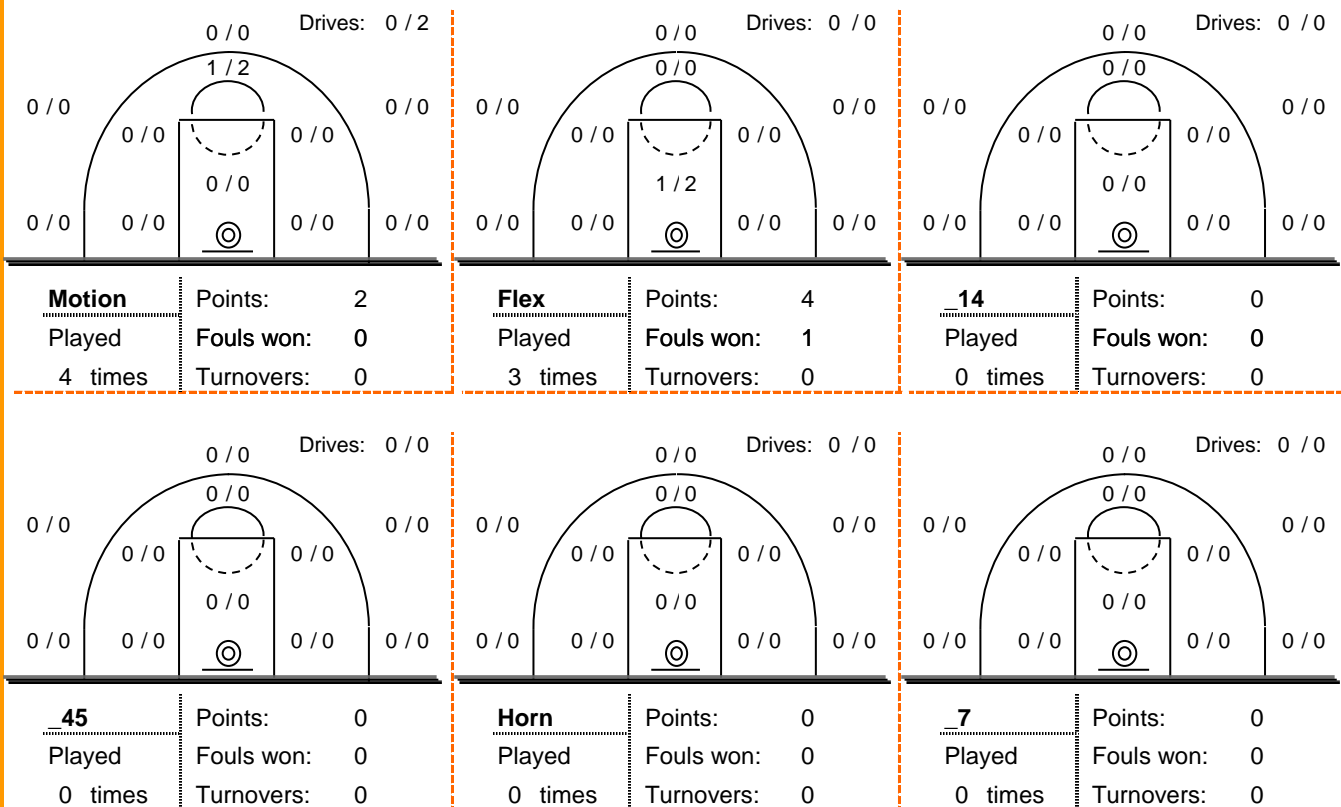 Drives: 0 / 2
0 / 0
1 / 2
0 / 0 0 / 0
0 / 0 0 / 0
0 / 0
0 / 0 0 / 0 0 / 0 0 / 0
Motion Points: 2
Played Fouls won: 0
4 times Turnovers: 0
Drives: 0 / 0
0 / 0
0 / 0
0 / 0 0 / 0
0 / 0 0 / 0
1 / 2
0 / 0 0 / 0 0 / 0 0 / 0
Flex Points: 4
Played Fouls won: 1
3 times Turnovers: 0
Drives: 0 / 0
0 / 0
0 / 0
0 / 0 0 / 0
0 / 0 0 / 0
0 / 0
0 / 0 0 / 0 0 / 0 0 / 0
_14 Points: 0
Played Fouls won: 0
0 times Turnovers: 0
Drives: 0 / 0
0 / 0
0 / 0
0 / 0 0 / 0
0 / 0 0 / 0
0 / 0
0 / 0 0 / 0 0 / 0 0 / 0
_45 Points: 0
Played Fouls won: 0
0 times Turnovers: 0
Drives: 0 / 0
0 / 0
0 / 0
0 / 0 0 / 0
0 / 0 0 / 0
0 / 0
0 / 0 0 / 0 0 / 0 0 / 0
Horn Points: 0
Played Fouls won: 0
0 times Turnovers: 0
Drives: 0 / 0
0 / 0
0 / 0
0 / 0 0 / 0
0 / 0 0 / 0
0 / 0
0 / 0 0 / 0 0 / 0 0 / 0
_7 Points: 0
Played Fouls won: 0
0 times Turnovers: 0